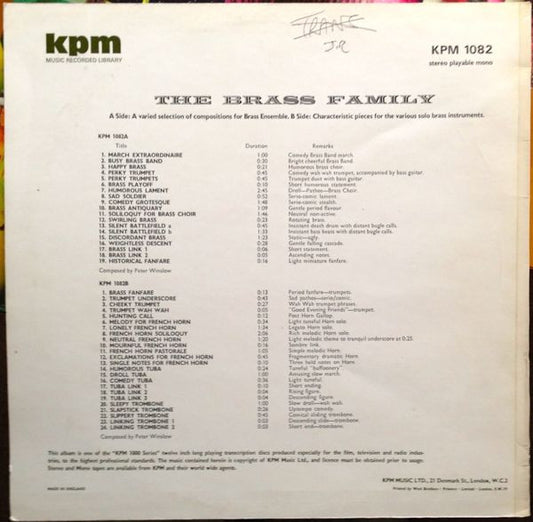 kpm
MUSIC RECORDED LIBRARY
TRANS
J.R
KPM 1082
stereo playable mono
THE BRASS FAMILY
A Side: A varied selection of compositions for Brass Ensemble. B Side: Characteristic pieces for the various solo brass instruments.
KPM 1082A
TITLE Duration Remarks
1. MARCH EXTRAORDINAIRE 1:00 Comedy Brass Band march
2. BUSY BRASS BAND 0:20 Bright cheerful Brass Band.
3. HAPPY BRASS 0:21 Humorous brass choir.
4. PERKY TRUMPET 0:45 Comedy wah wah trumpet, accompanied by bass guitar.
5. PERKY TRUMPETS 0:45 Trumpet duet with bass guitar.
6. BRASS PLAYOFF 0:10 Short humorous statement.
7. HUMOROUS LAMENT 2:45 Droll—Pathos—Brass Choir.
8. SAD SOLDIER 0:52 Serio-comic lament.
9. COMEDY GROTESQUE 1:48 Serio-comic stealth.
10. BRASS ANTIQUARY 1:09 Gentle period flavour.
11. SOLILOQUY FOR BRASS CHOIR 1:46 Neutral non-active.
12. SWIRLING BRASS 0:23 Rotating brass.
13. SILENT BATTLEFIELD a 0:45 Insistent death drum with distant bugle calls.
14. SILENT BATTLEFIELD b 1:33 Insistent bass beats with distant bugle calls.
15. DISCORDANT BRASS 1:23 Static—ugly.
16. WEIGHTLESS DESCENT 0:28 Gentle falling cascade.
17. BRASS LINK 1 0:06 Short statement.
18. BRASS LINK 2 0:05 Ascending notes.
19. HISTORICAL FANFARE 0:16 Light miniature fanfare.
Composed by Peter Winslow
KPM 1082B
1. BRASS FANFARE 0:13 Period fanfare—trumpets.
2. TRUMPET UNDERSCORE 0:43 Sad pathos—serio/comic.
3. CHEEKY TRUMPET 0:27 Wah Wah trumpet phrases.
4. TRUMPET WAH WAH 0:05 "Good Evening Friends"—trumpet.
5. HUNTING CALL 0:12 Fast Horn Gallop.
6. MELODY FOR FRENCH HORN 0:34 Light tuneful Horn solo.
7. LONELY FRENCH HORN 1:34 Legato Horn solo.
8. FRENCH HORN SOLILOQUY 0:55 Rich melodic Horn solo.
9. NEUTRAL FRENCH HORN 1:20 Light melodic theme to tranquil underscore at 0:25.
10. MOURNFUL FRENCH HORN 0:16 Sombre link.
11. FRENCH HORN PASTORALE 1:05 Simple melodic Horn.
12. EXCLAMATIONS FOR FRENCH HORN 0:45 Fragmentary dramatic Horn.
13. SINGLE NOTES FOR FRENCH HORN 0:10 Three held notes on Horn.
14. HUMOROUS TUBA 0:24 Tuneful "buffoonery".
15. DROLL TUBA 1:00 Amusing slow march.
16. COMEDY TUBA 0:36 Light tuneful.
17. TUBA LINK 1 0:10 Short ending.
18. TUBA LINK 2 0:04 Rising figure.
19. TUBA LINK 3 0:04 Descending figure.
20. SLEEPY TROMBONE 1:00 Slow droll—wah wah.
21. SLAPSTICK TROMBONE 0:26 Uptempo comedy.
22. SLIPPERY TROMBONE 0:45 Comical sliding trombone.
23. LINKING TROMBONE 1 0:03 Descending slide—trombone.
24. LINKING TROMBONE 2 0:03 Short end—trombone.
Composed by Peter Winslow
This album is one of the "KPM 1000 Series" twelve inch long playing transcription discs produced especially for the film, television and radio indus-
tries, to the highest professional standards. The music contained herein is copyright of KPM Music Ltd., and licence must be obtained prior to usage.
Stereo and Mono tapes are available from KPM and their world wide agents.
MADE IN ENGLAND
KPM MUSIC LTD., 21 Denmark St., London, W.C.2